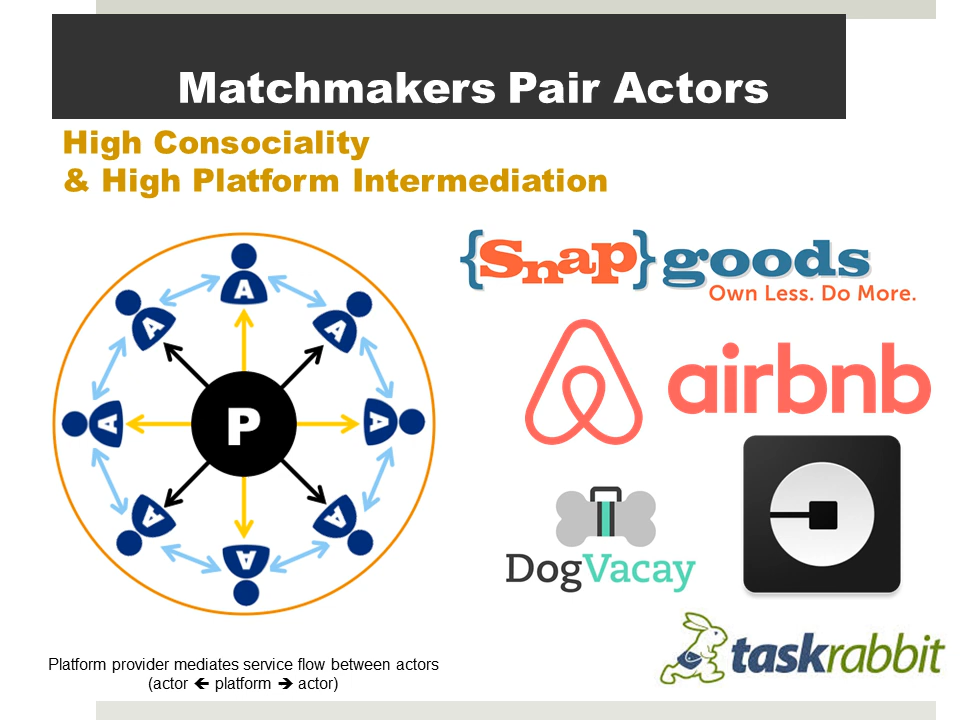 Matchmakers Pair Actors
High Consociality
& High Platform Intermediation
{Snap}goods
Own Less. Do More.
airbnb
DogVacay
taskrabbit
A
A
A
A
P
A
A
A
A
Platform provider mediates service flow between actors
(actor 🡸 platform 🡺 actor)